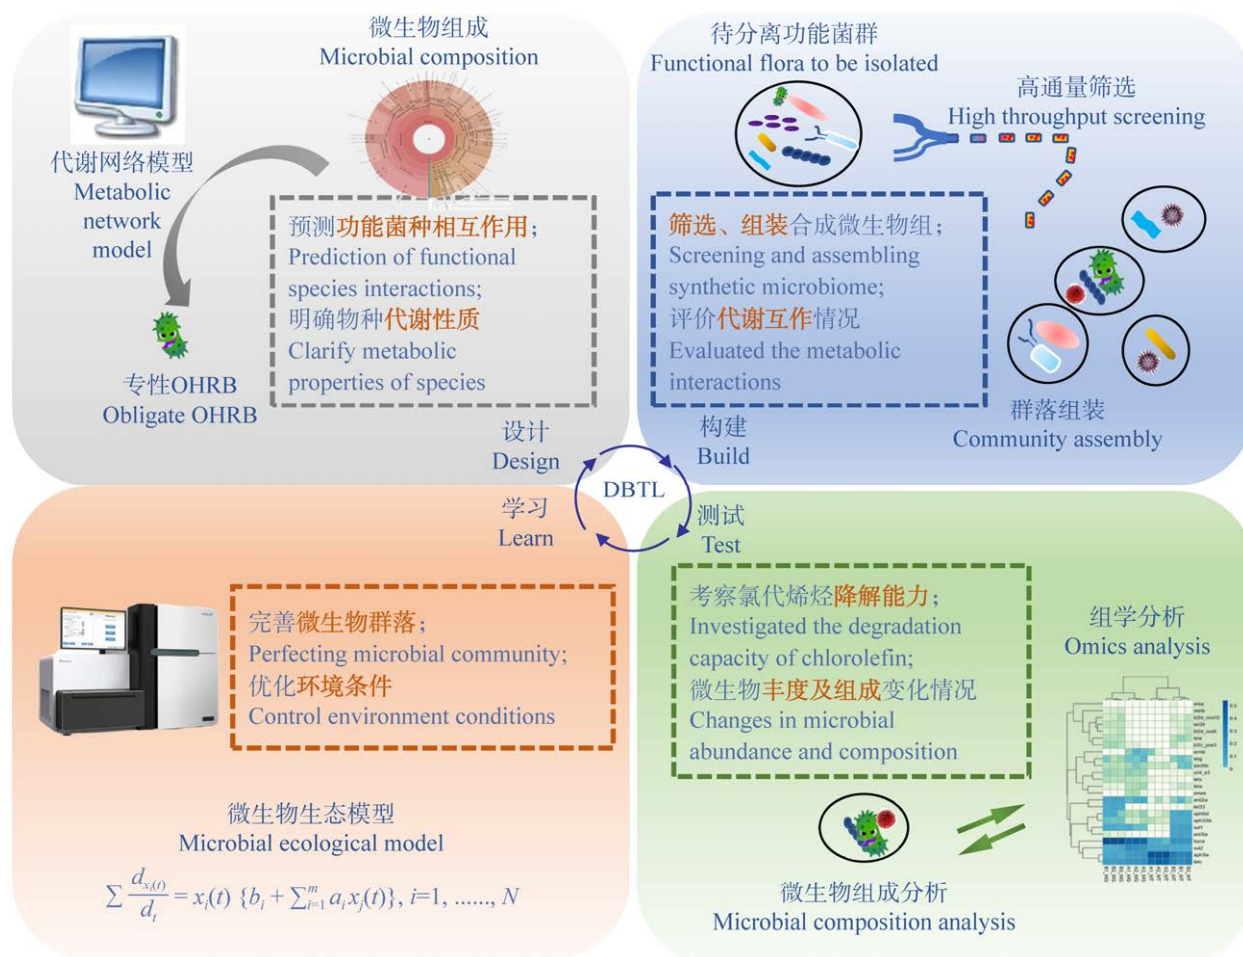 微生物组成
Microbial composition
代谢网络模型
Metabolic
network
model
预测功能菌种相互作用；
Prediction of functional
species interactions;
明确物种代谢性质
Clarify metabolic
properties of species
专性OHRB
Obligate OHRB
设计
Design
待分离功能菌群
Functional flora to be isolated
高通量筛选
High throughput screening
筛选、组装合成微生物组；
Screening and assembling
synthetic microbiome;
评价代谢互作情况
Evaluated the metabolic
interactions
群落组装
Community assembly
构建
Build
DBTL
学习
Learn
完善微生物群落；
Perfecting microbial community;
优化环境条件
Control environment conditions
微生物生态模型
Microbial ecological model
∑ d_{x_i(t)}/d_t = x_i(t) {b_i + ∑_{i=1}^{m} a_i x_j(t)}, i=1, ......, N
测试
Test
考察氯代烯烃降解能力；
Investigated the degradation
capacity of chlorolefin;
微生物丰度及组成变化情况
Changes in microbial
abundance and composition
组学分析
Omics analysis
微生物组成分析
Microbial composition analysis